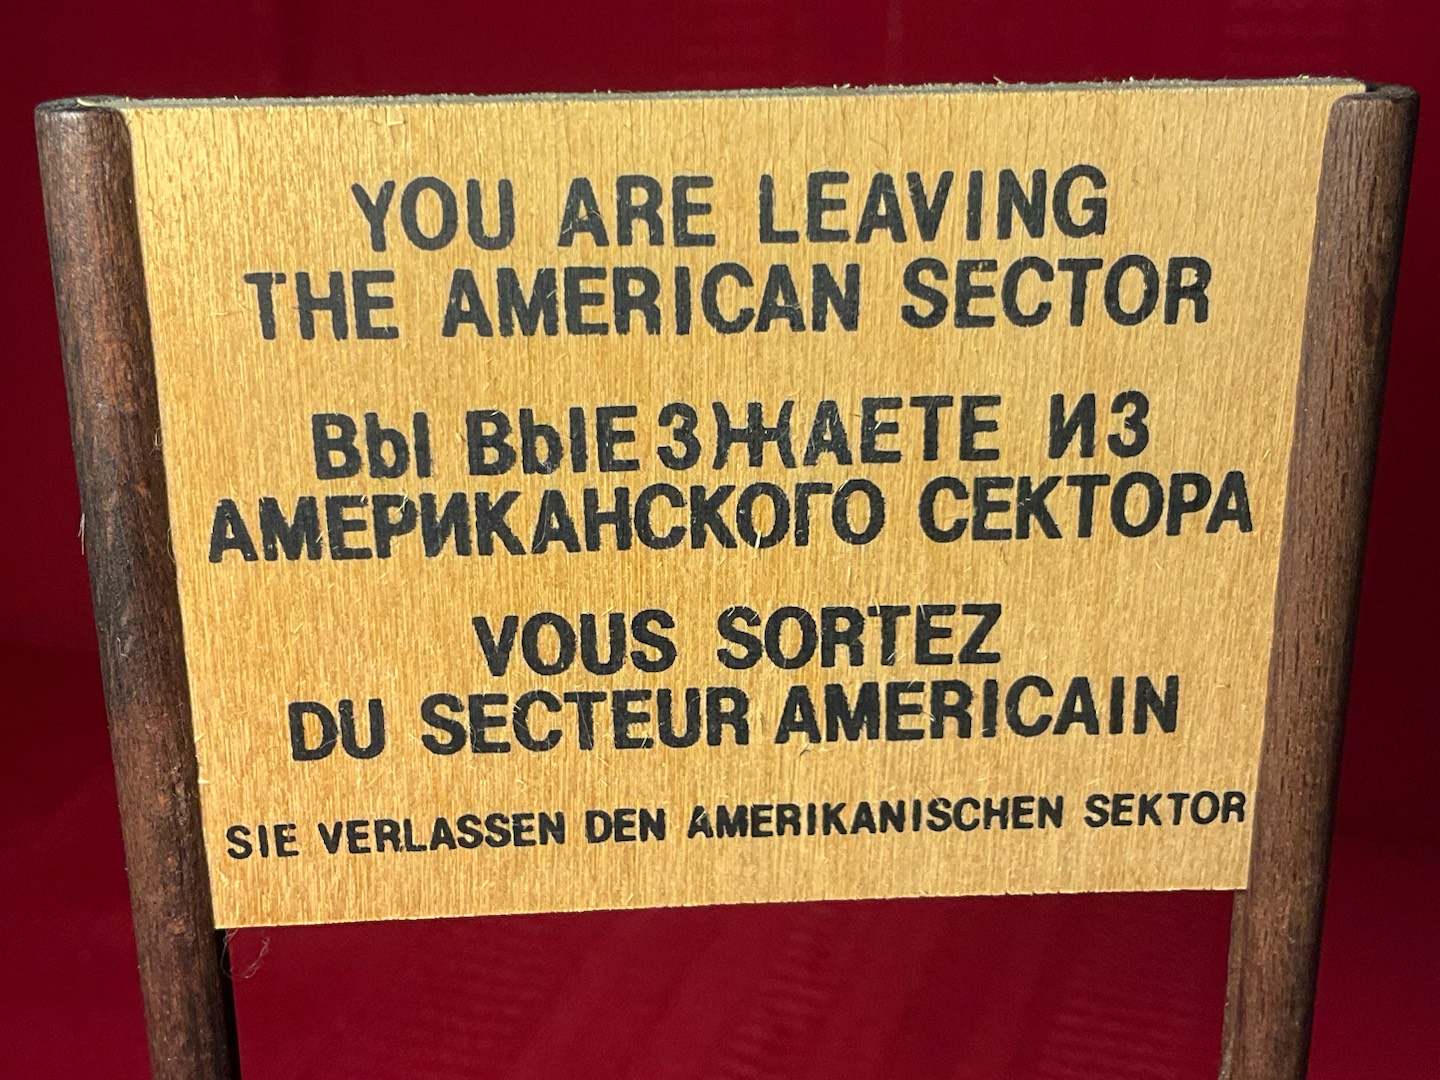 YOU ARE LEAVING
THE AMERICAN SECTOR
ВЫ ВЫЕЗЖАЕТЕ ИЗ
АМЕРИКАНСКОГО СЕКТОРА
VOUS SORTEZ
DU SECTEUR AMERICAIN
SIE VERLASSEN DEN AMERIKANISCHEN SEKTOR